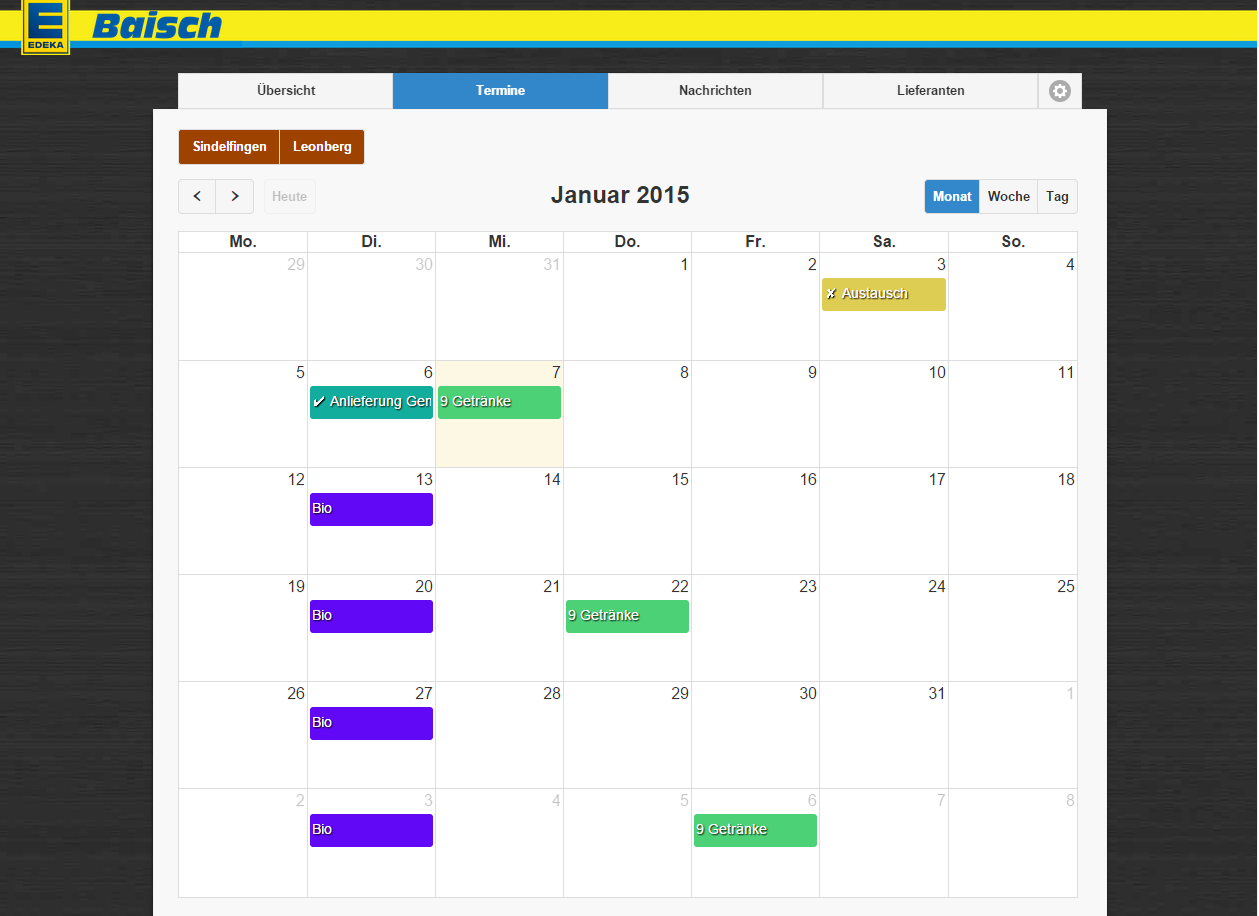 EDEKA
Baisch
Übersicht Termine Nachrichten Lieferanten
Sindelfingen Leonberg
Heute Januar 2015 Monat Woche Tag
Mo. Di. Mi. Do. Fr. Sa. So.
29 30 31 1 2 3 4
✘ Austausch
5 6 7 8 9 10 11
✔ Anlieferung Gen 9 Getränke
12 13 14 15 16 17 18
Bio
19 20 21 22 23 24 25
Bio 9 Getränke
26 27 28 29 30 31 1
Bio
2 3 4 5 6 7 8
Bio 9 Getränke